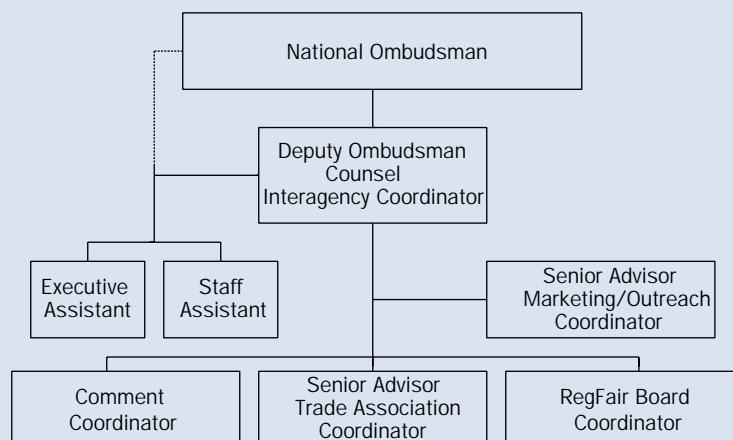 National Ombudsman
Deputy Ombudsman
Counsel
Interagency Coordinator
Executive
Assistant
Staff
Assistant
Senior Advisor
Marketing/Outreach
Coordinator
Comment
Coordinator
Senior Advisor
Trade Association
Coordinator
RegFair Board
Coordinator